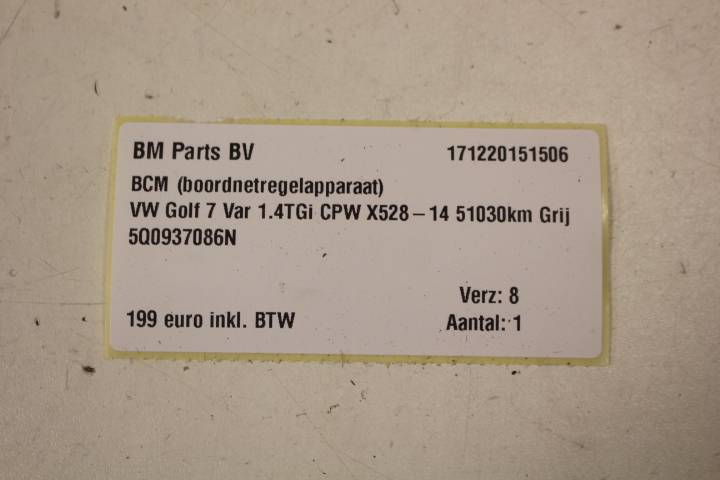 BM Parts BV 171220151506
BCM (boordnetregelapparaat)
VW Golf 7 Var 1.4TGi CPW X528-14 51030km Grij
5Q0937086N
Verz: 8
199 euro inkl. BTW Aantal: 1